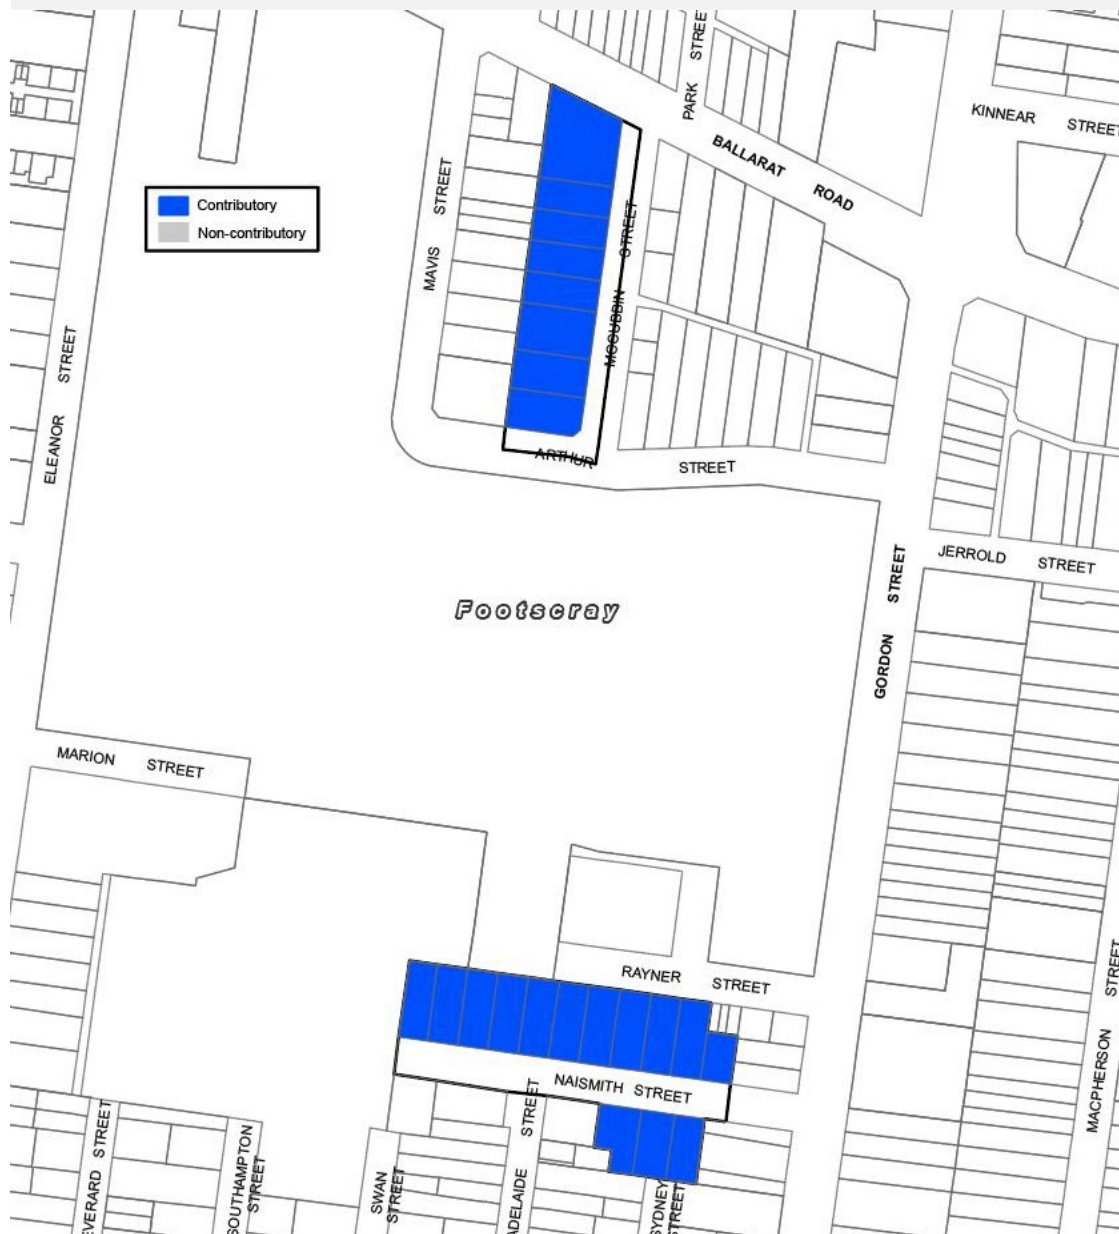 PARK STREE
KINNEAR STREET
BALLARAT ROAD
MAVIS STREET
Contributory
Non-contributory
MCCUBBIN STREET
ELEANOR STREET
ARTHUR STREET
JERROLD STREET
Footscray
GORDON STREET
MARION STREET
RAYNER STREET
NAISMITH STREET
MACPHERSON STREET
EVERARD STREET
SOUTHAMPTON STREET
SWAN STREET
ADELAIDE STREET
SYDNEY STREET